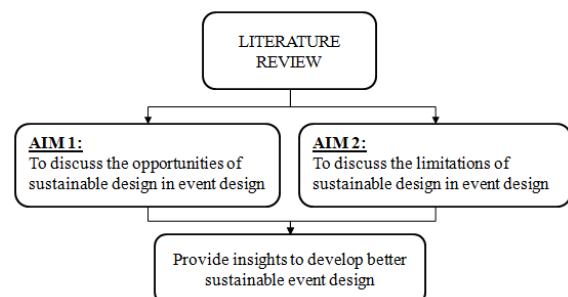 LITERATURE
REVIEW
AIM 1:
To discuss the opportunities of
sustainable design in event design
AIM 2:
To discuss the limitations of
sustainable design in event design
Provide insights to develop better
sustainable event design